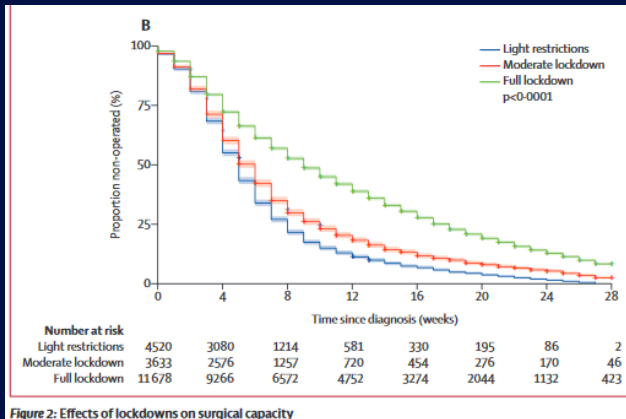 B
100
75
50
25
0
Proportion non-operated (%)
Light restrictions
Moderate lockdown
Full lockdown
p<0·0001
0 4 8 12 16 20 24 28
Time since diagnosis (weeks)
Number at risk
Light restrictions 4520 3080 1214 581 330 195 86 2
Moderate lockdown 3633 2576 1257 720 454 276 170 46
Full lockdown 11678 9266 6572 4752 3274 2044 1132 423
Figure 2: Effects of lockdowns on surgical capacity